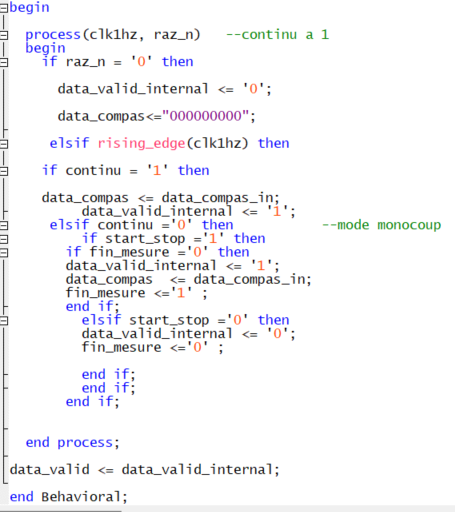 begin
process(clk1hz, raz_n)   --continu a 1
begin
if raz_n = '0' then
data_valid_internal <= '0';
data_compas<="000000000";
elsif rising_edge(clk1hz) then
if continu = '1' then
data_compas <= data_compas_in;
data_valid_internal <= '1';
elsif continu ='0' then           --mode monocoup
if start_stop ='1' then
if fin_mesure ='0' then
data_valid_internal <= '1';
data_compas  <= data_compas_in;
fin_mesure <='1' ;
end if;
elsif start_stop ='0' then
data_valid_internal <= '0';
fin_mesure <='0' ;
end if;
end if;
end if;
end process;
data_valid <= data_valid_internal;
end Behavioral;